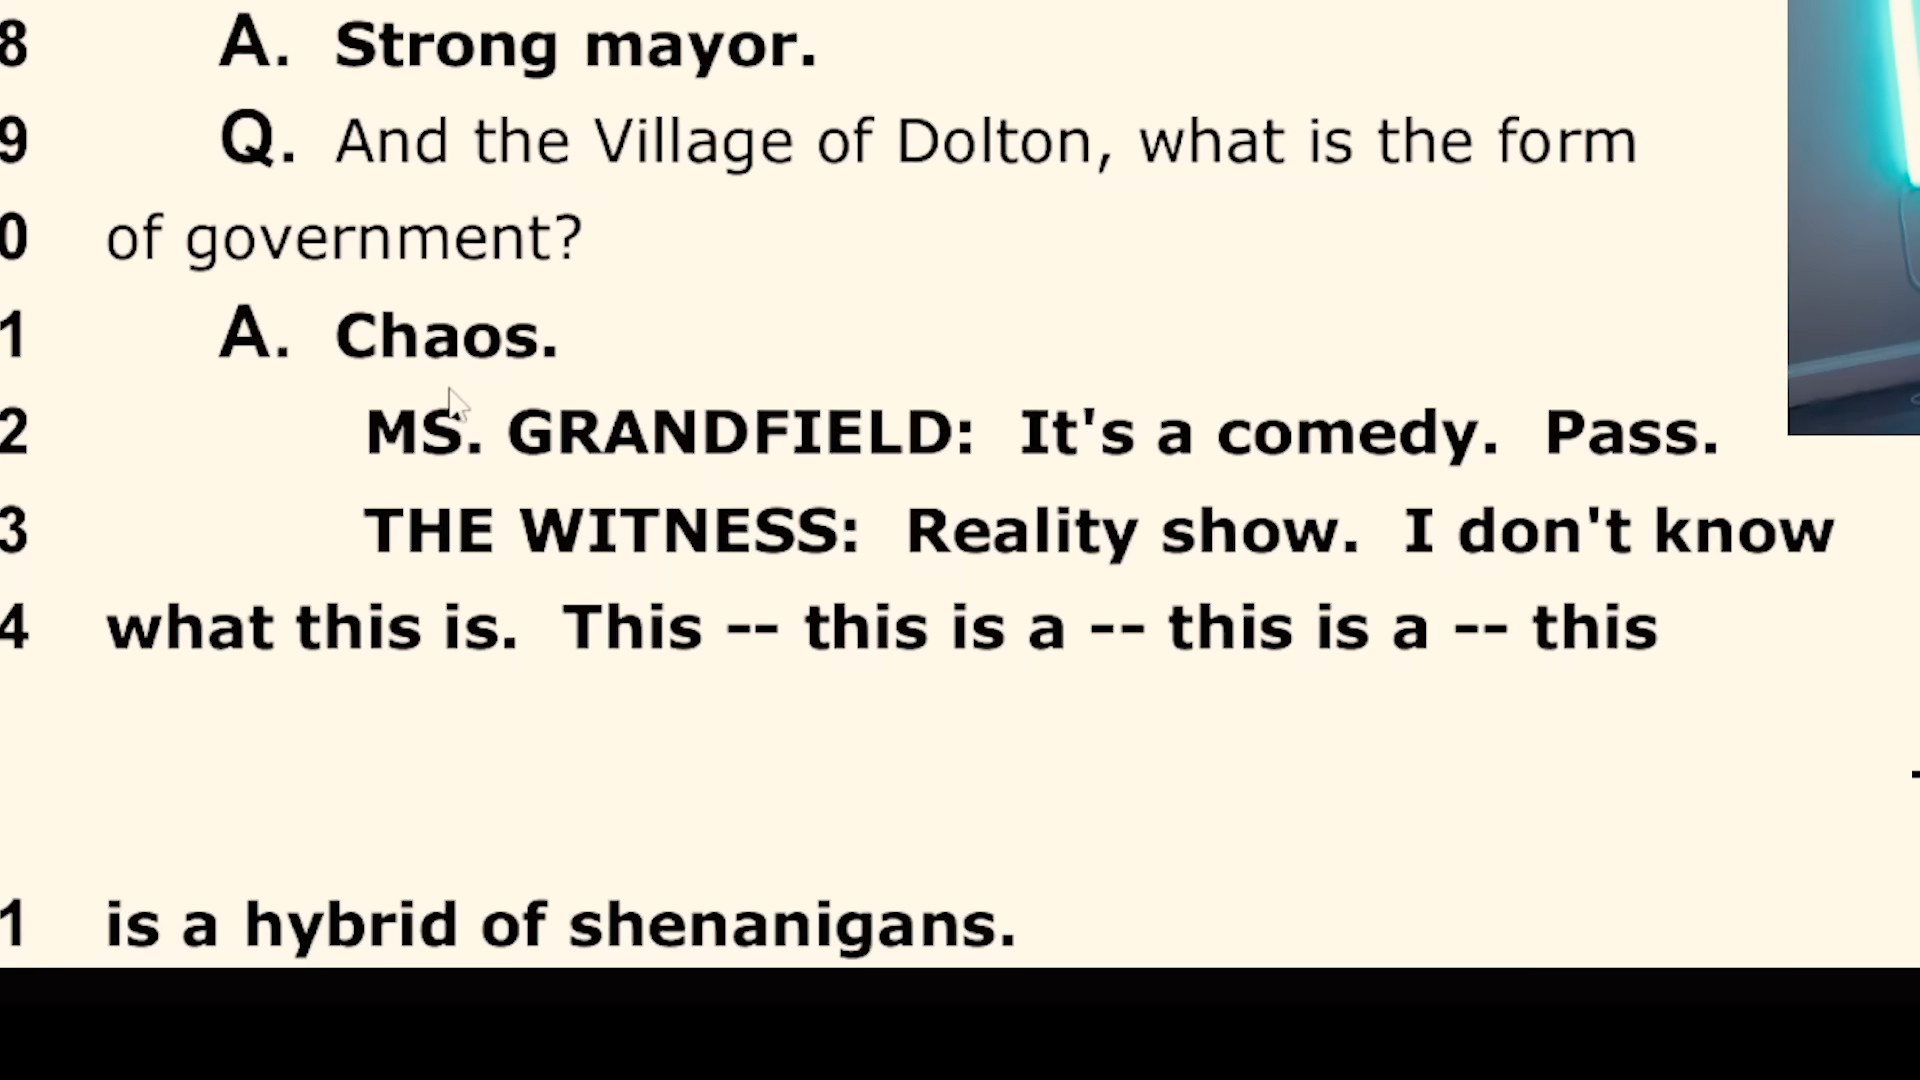 8 A. Strong mayor.
9 Q. And the Village of Dolton, what is the form
0 of government?
1 A. Chaos.
2 MS. GRANDFIELD: It's a comedy. Pass.
3 THE WITNESS: Reality show. I don't know
4 what this is. This -- this is a -- this is a -- this
1 is a hybrid of shenanigans.